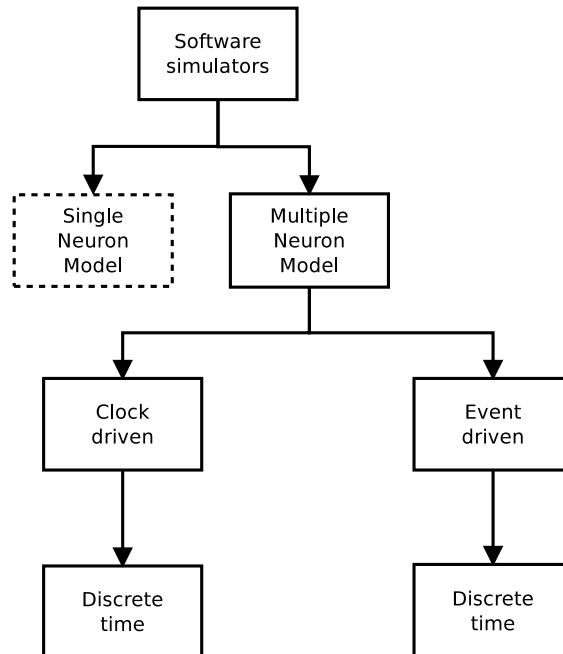 Software
simulators
Single
Neuron
Model
Multiple
Neuron
Model
Clock
driven
Event
driven
Discrete
time
Discrete
time